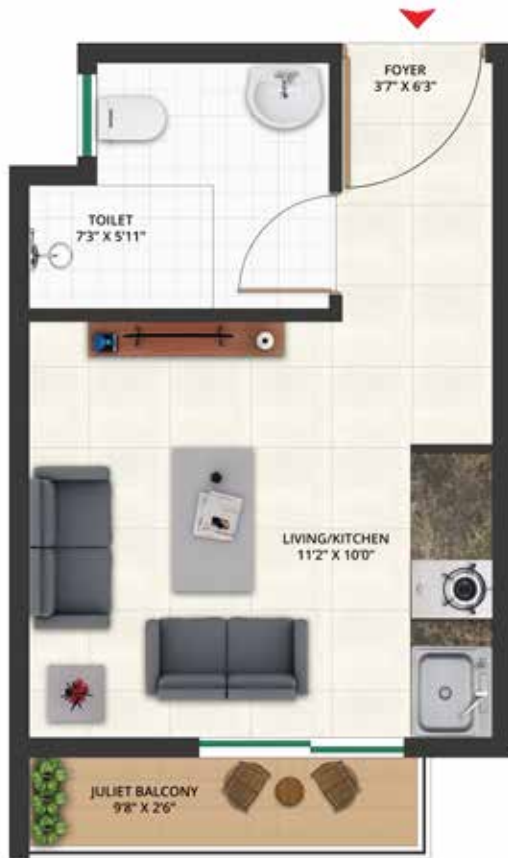 FOYER
3'7" X 6'3"
TOILET
7'3" X 5'11"
LIVING/KITCHEN
11'2" X 10'0"
JULIET BALCONY
9'8" X 2'6"